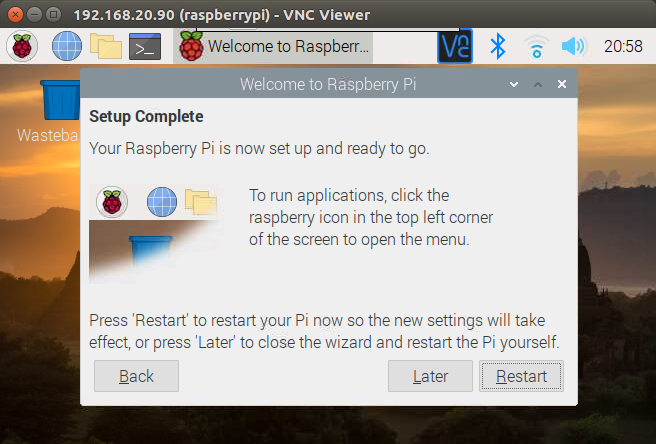 192.168.20.90 (raspberrypi) - VNC Viewer
Welcome to Raspberr...
20:58
Welcome to Raspberry Pi
Wasteba
Setup Complete
Your Raspberry Pi is now set up and ready to go.
To run applications, click the
raspberry icon in the top left corner
of the screen to open the menu.
Press 'Restart' to restart your Pi now so the new settings will take
effect, or press 'Later' to close the wizard and restart the Pi yourself.
Back
Later
Restart